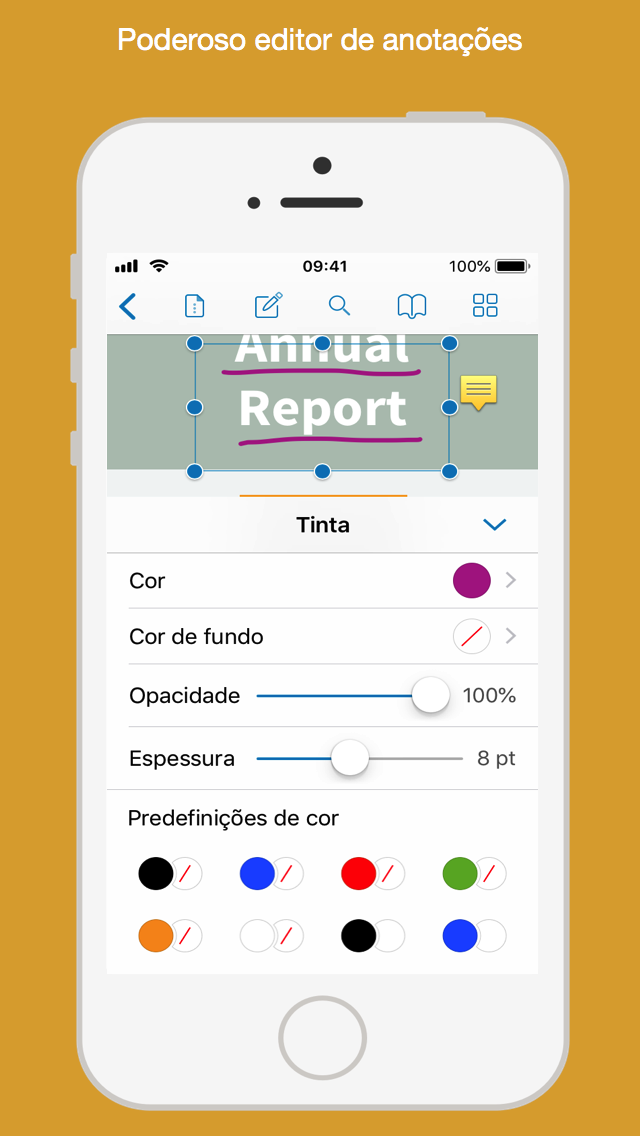 Poderoso editor de anotações
09:41
100%
Annual
Report
Tinta
Cor
Cor de fundo
Opacidade 100%
Espessura 8 pt
Predefinições de cor